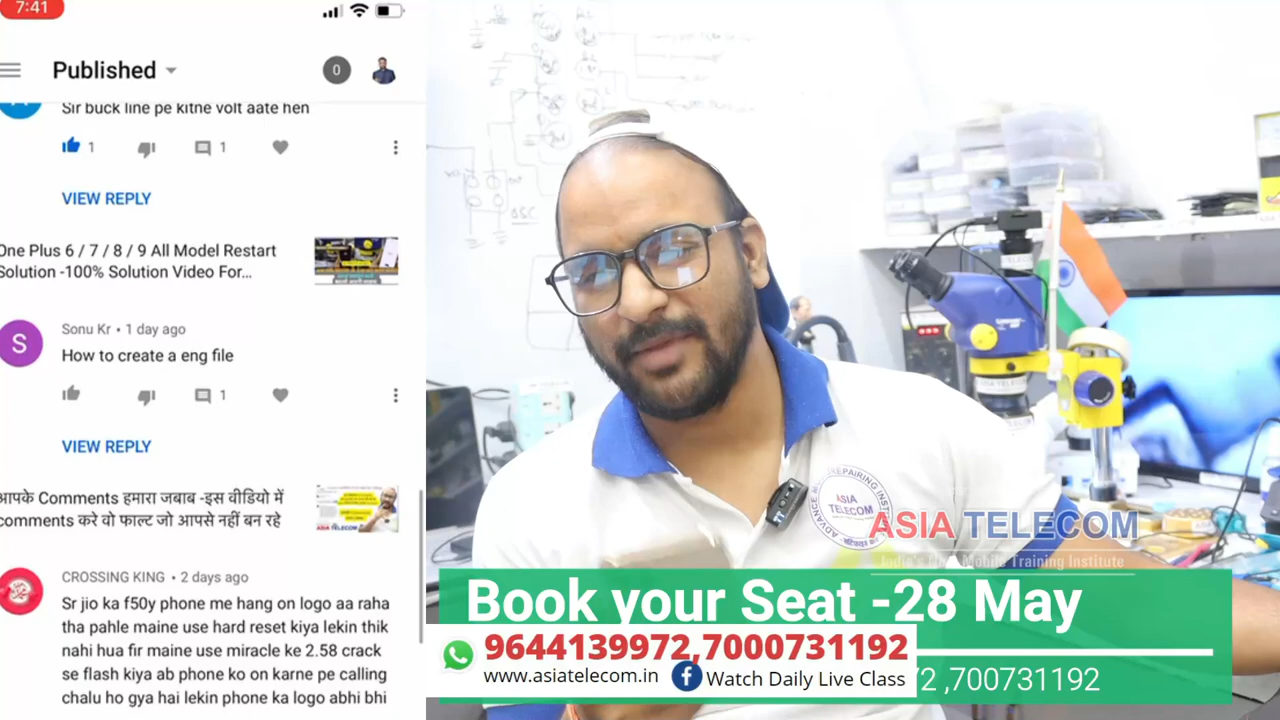 7:41
Published
0
Sir buck line pe kitne volt aate hen
1
1
VIEW REPLY
One Plus 6 / 7 / 8 / 9 All Model Restart
Solution -100% Solution Video For...
S
Sonu Kr • 1 day ago
How to create a eng file
1
VIEW REPLY
आपके Comments हमारा जबाब -इस वीडियो में
comments करे वो फाल्ट जो आपसे नहीं बन रहे
CROSSING KING • 2 days ago
Sr jio ka f50y phone me hang on logo aa raha
tha pahle maine use hard reset kiya lekin thik
nahi hua fir maine use miracle ke 2.58 crack
se flash kiya ab phone ko on karne pe calling
chalu ho gya hai lekin phone ka logo abhi bhi
ASIA
TELECOM
ASIA TELECOM
India's Mobile Training Institute
Book your Seat -28 May
9644139972,7000731192
www.asiatelecom.in
Watch Daily Live Class
72 ,700731192